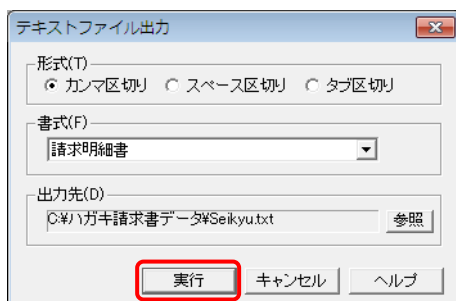 テキストファイル出力
形式(T)
カンマ区切り スペース区切り タブ区切り
書式(F)
請求明細書
出力先(D)
C:¥ハガキ請求書データ¥Seikyu.txt 参照
実行 キャンセル ヘルプ